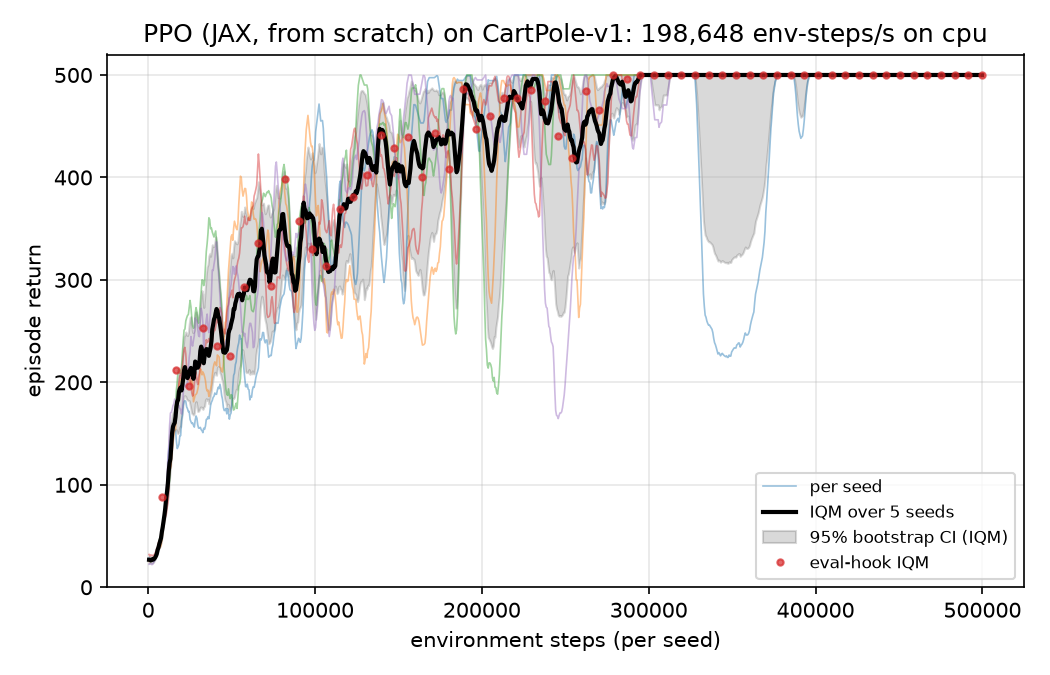 PPO (JAX, from scratch) on CartPole-v1: 198,648 env-steps/s on cpu
episode return
500
400
300
200
100
0
0 100000 200000 300000 400000 500000
environment steps (per seed)
per seed
IQM over 5 seeds
95% bootstrap CI (IQM)
eval-hook IQM